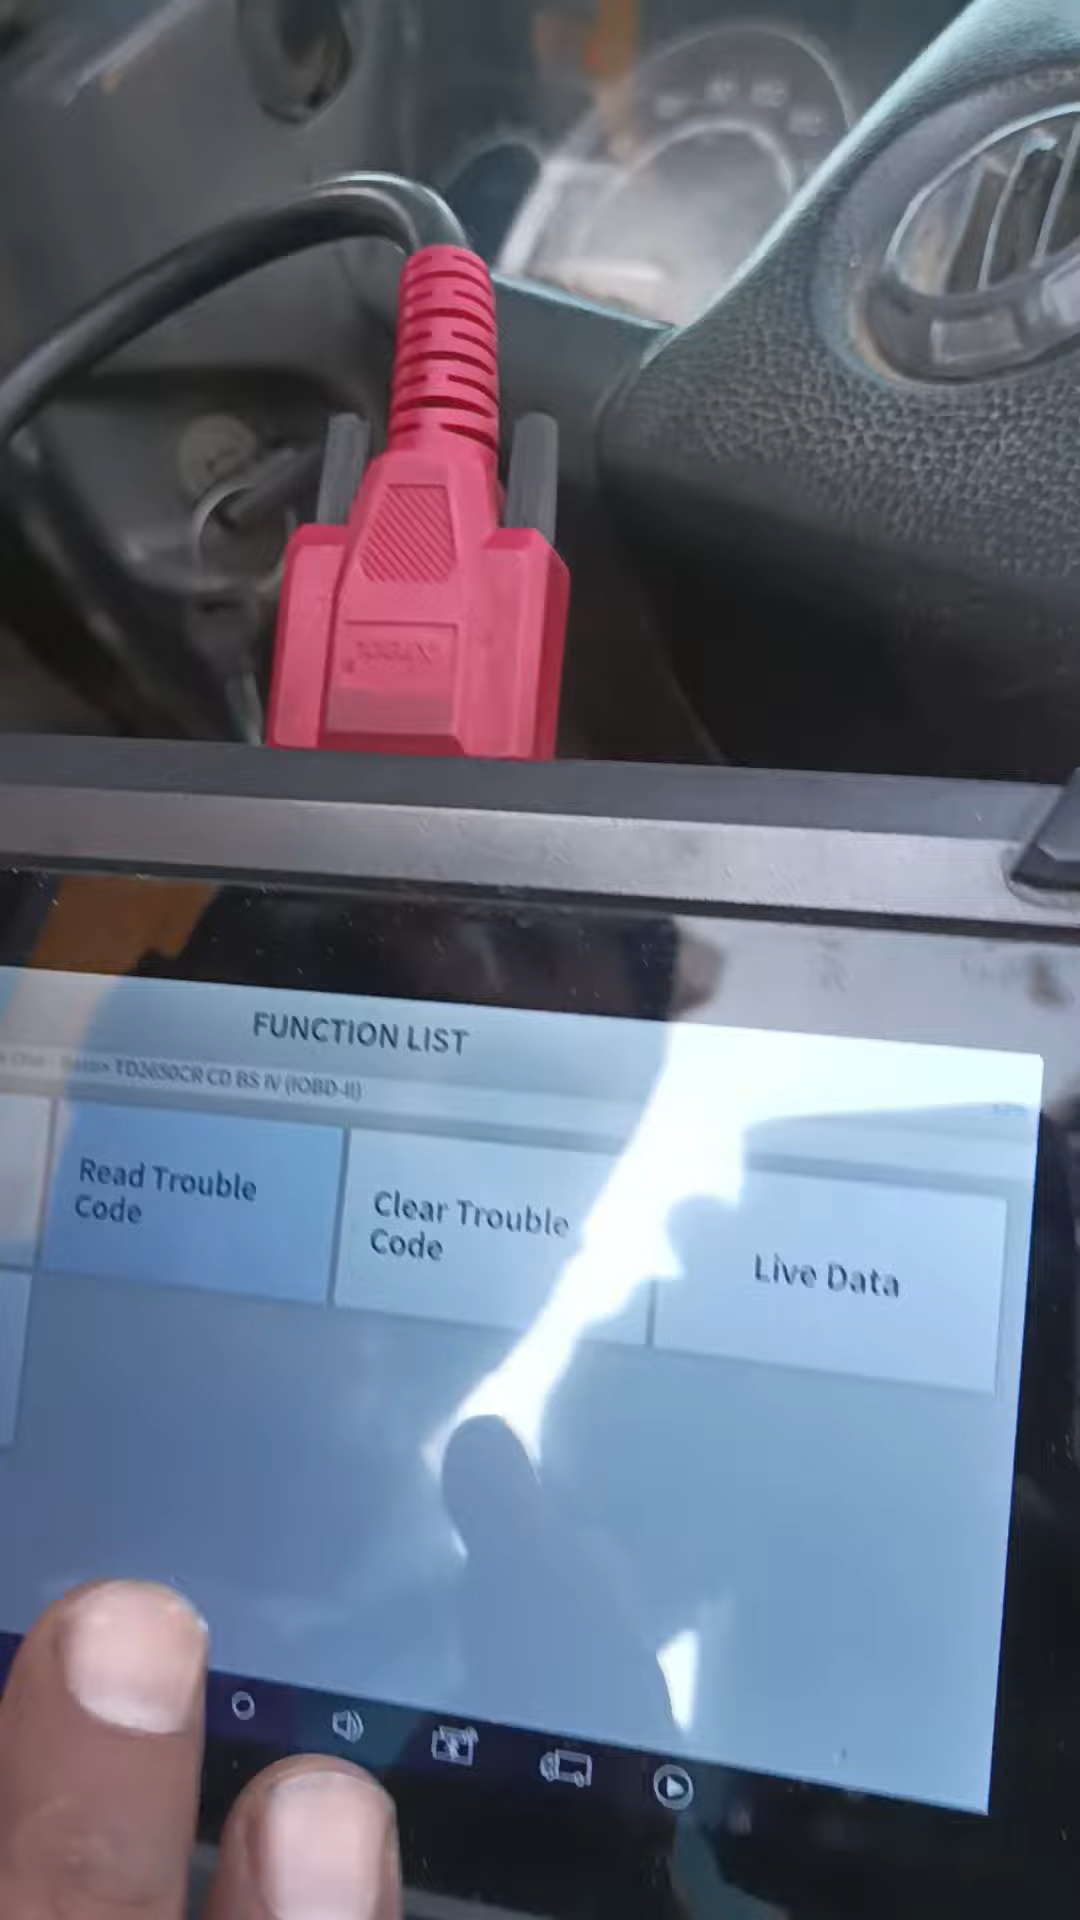 FUNCTION LIST
TD2650CR CD BS IV (IOBD-II)
Read Trouble
Code
Clear Trouble
Code
Live Data